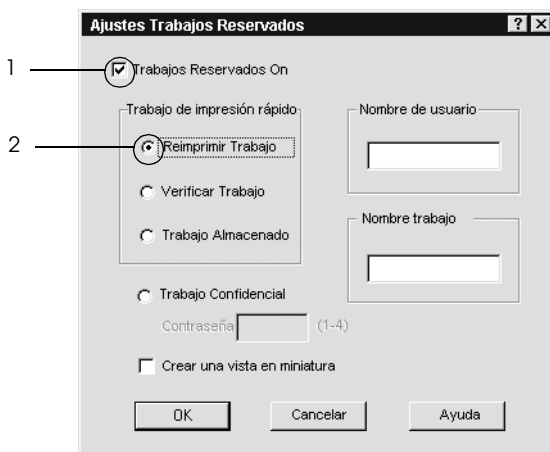 Ajustes Trabajos Reservados
1
Trabajos Reservados On
Trabajo de impresión rápido
2
Reimprimir Trabajo
Verificar Trabajo
Trabajo Almacenado
Nombre de usuario
Nombre trabajo
Trabajo Confidencial
Contraseña (1-4)
Crear una vista en miniatura
OK Cancelar Ayuda